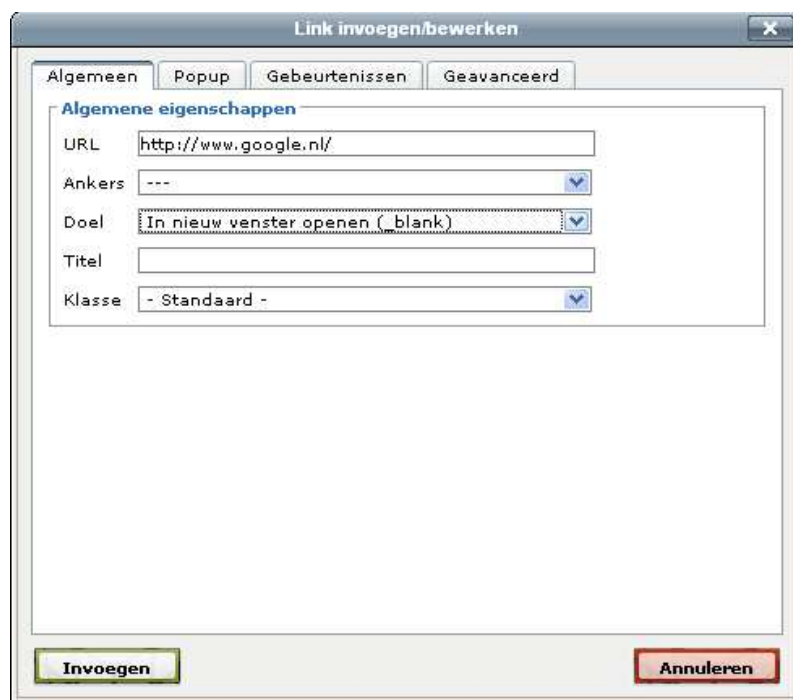 Link invoegen/bewerken
Algemeen Popup Gebeurtenissen Geavanceerd
Algemene eigenschappen
URL http://www.google.nl/
Ankers ---
Doel In nieuw venster openen (_blank)
Titel
Klasse - Standaard -
Invoegen Annuleren